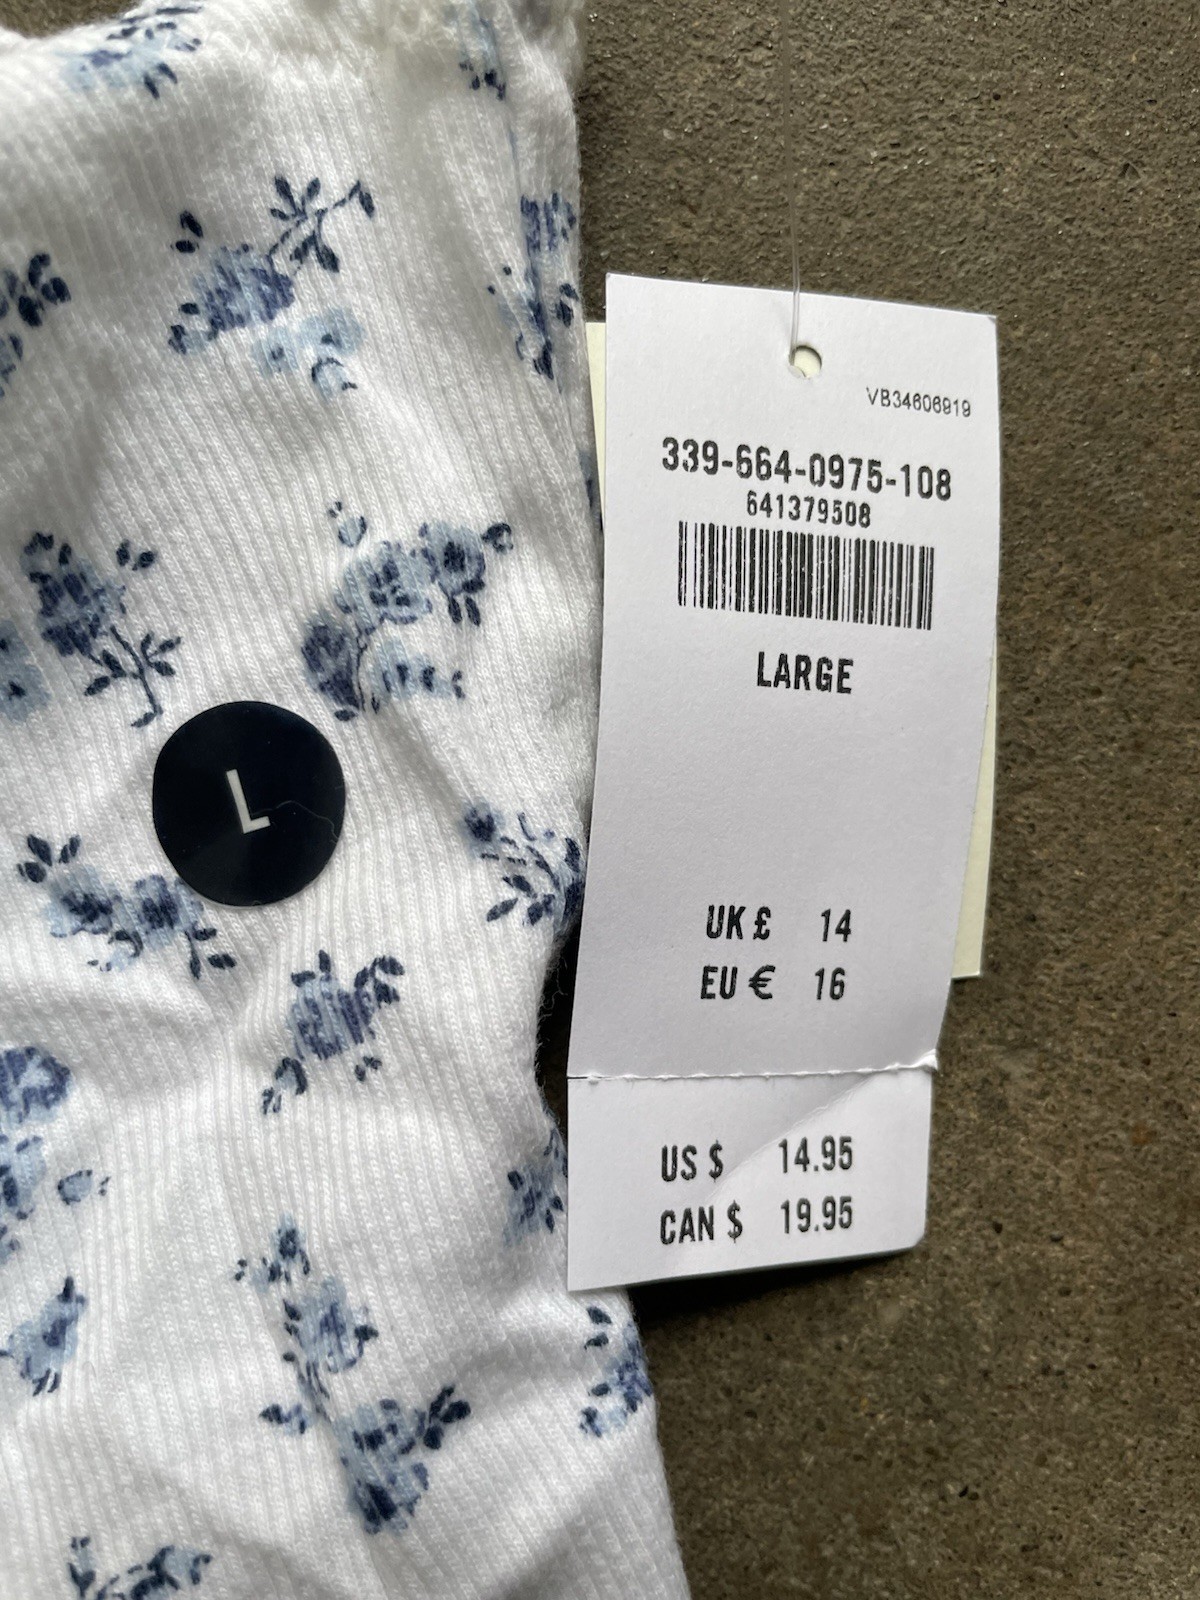 VB34606919
339-664-0975-108
641379508
LARGE
L
UK £ 14
EU € 16
US $ 14.95
CAN $ 19.95